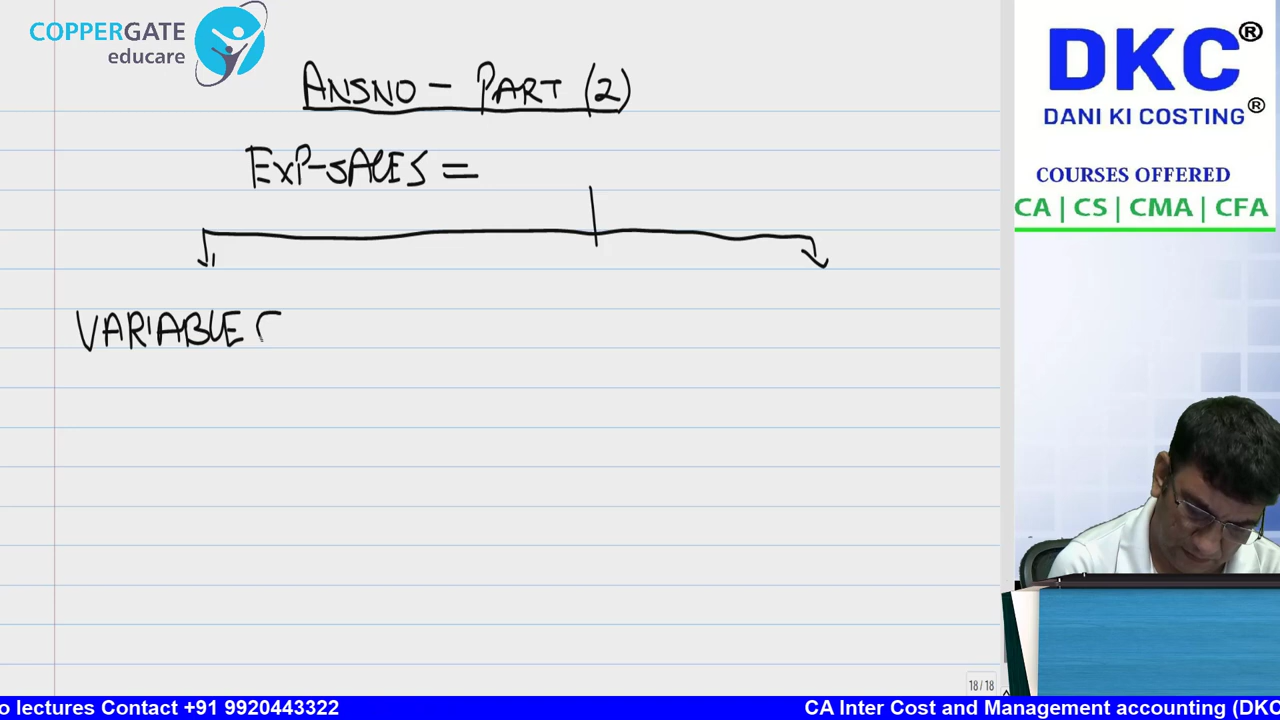 COPPERGATE
educare
ANSNO - PART (2)
EXP-SALES =
VARIABLE C
DKC®
DANI KI COSTING®
COURSES OFFERED
CA | CS | CMA | CFA
18/18
o lectures Contact +91 9920443322
CA Inter Cost and Management accounting (DKC